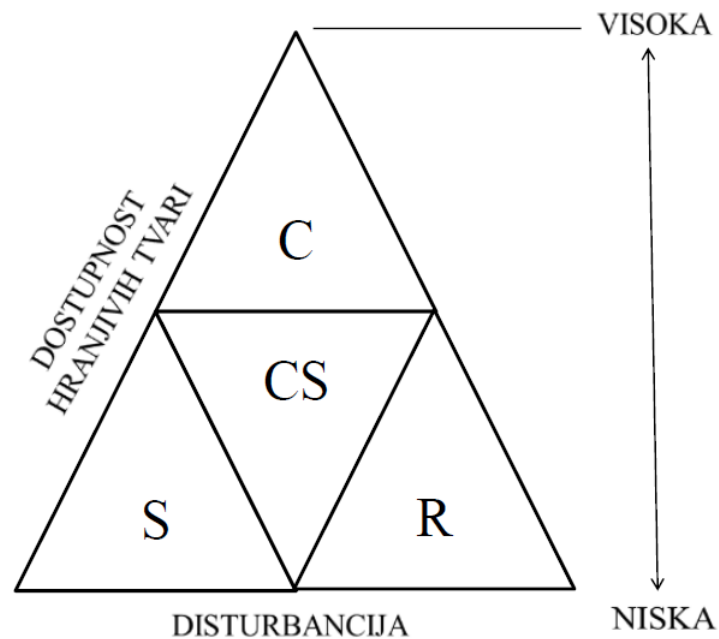 VISOKA
DOSTUPNOST
HRANJIVIH TVARI
C
CS
S
R
DISTURBANCIJA
NISKA